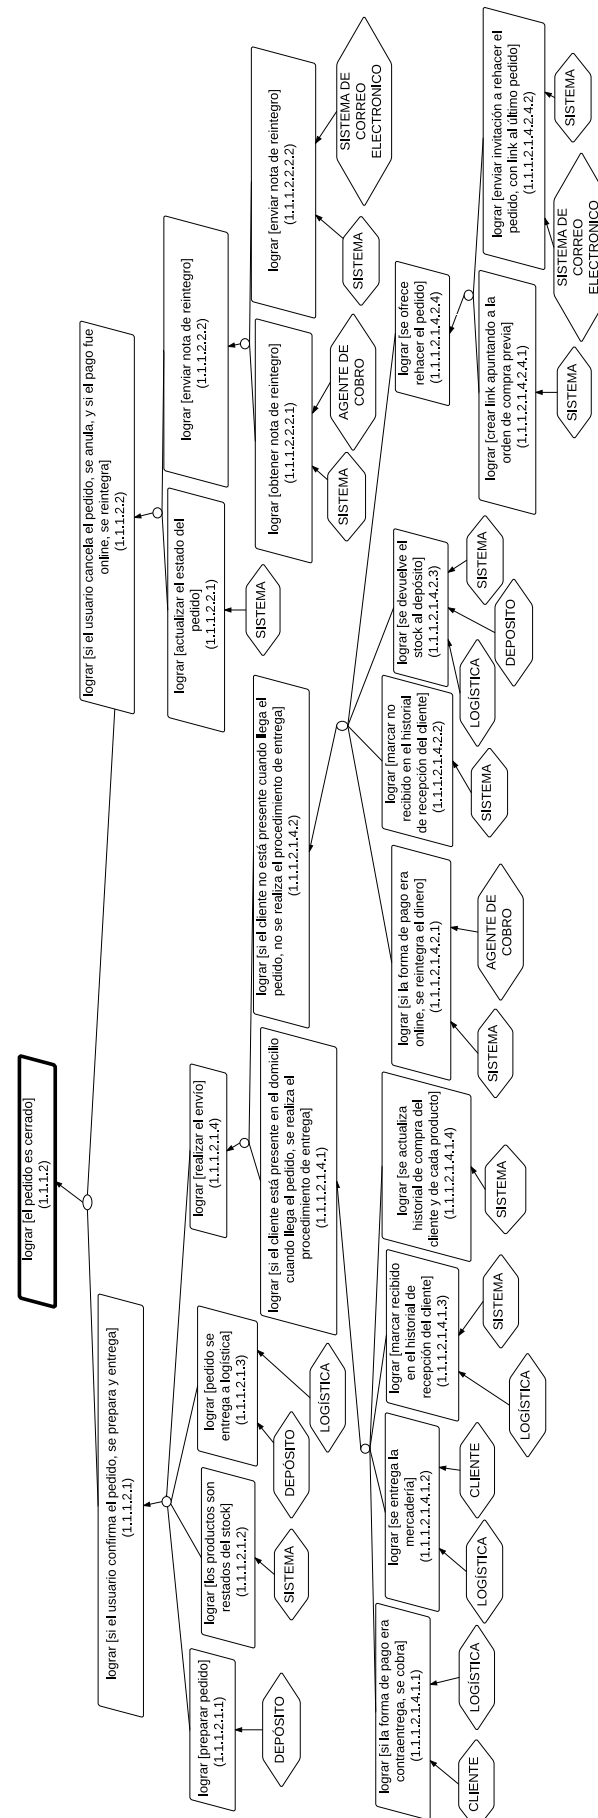 lograr [el pedido es cerrado]
(1.1.1.2)
lograr [si el usuario confirma el pedido, se prepara y entrega]
(1.1.1.2.1)
lograr [si el usuario cancela el pedido, se anula, y si el pago fue
online, se reintegra]
(1.1.1.2.2)
lograr [preparar pedido]
(1.1.1.2.1.1)
DEPÓSITO
lograr [los productos son
restados del stock]
(1.1.1.2.1.2)
SISTEMA
lograr [pedido se
entrega a logística]
(1.1.1.2.1.3)
DEPÓSITO
LOGÍSTICA
lograr [realizar el envío]
(1.1.1.2.1.4)
lograr [actualizar el estado del
pedido]
(1.1.1.2.2.1)
SISTEMA
lograr [enviar nota de reintegro]
(1.1.1.2.2.2)
lograr [obtener nota de reintegro]
(1.1.1.2.2.2.1)
SISTEMA
AGENTE DE
COBRO
lograr [enviar nota de reintegro]
(1.1.1.2.2.2.2)
SISTEMA
SISTEMA DE
CORREO
ELECTRONICO
lograr [si el cliente está presente en el domicilio
cuando llega el pedido, se realiza el
procedimiento de entrega]
(1.1.1.2.1.4.1)
lograr [si el cliente no está presente cuando llega el
pedido, no se realiza el procedimiento de entrega]
(1.1.1.2.1.4.2)
lograr [si la forma de pago era
contraentrega, se cobra]
(1.1.1.2.1.4.1.1)
CLIENTE
LOGÍSTICA
lograr [se entrega la
mercadería]
(1.1.1.2.1.4.1.2)
LOGÍSTICA
CLIENTE
lograr [marcar recibido
en el historial de
recepción del cliente]
(1.1.1.2.1.4.1.3)
LOGÍSTICA
SISTEMA
lograr [se actualiza
historial de compra del
cliente y de cada producto]
(1.1.1.2.1.4.1.4)
SISTEMA
lograr [si la forma de pago era
online, se reintegra el dinero]
(1.1.1.2.1.4.2.1)
SISTEMA
AGENTE DE
COBRO
lograr [marcar no
recibido en el historial
de recepción del cliente]
(1.1.1.2.1.4.2.2)
SISTEMA
lograr [se devuelve el
stock al depósito]
(1.1.1.2.1.4.2.3)
LOGÍSTICA
DEPOSITO
SISTEMA
lograr [se ofrece
rehacer el pedido]
(1.1.1.2.1.4.2.4)
lograr [crear link apuntando a la
orden de compra previa]
(1.1.1.2.1.4.2.4.1)
SISTEMA
lograr [enviar invitación a rehacer el
pedido, con link al último pedido]
(1.1.1.2.1.4.2.4.2)
SISTEMA DE
CORREO
ELECTRONICO
SISTEMA